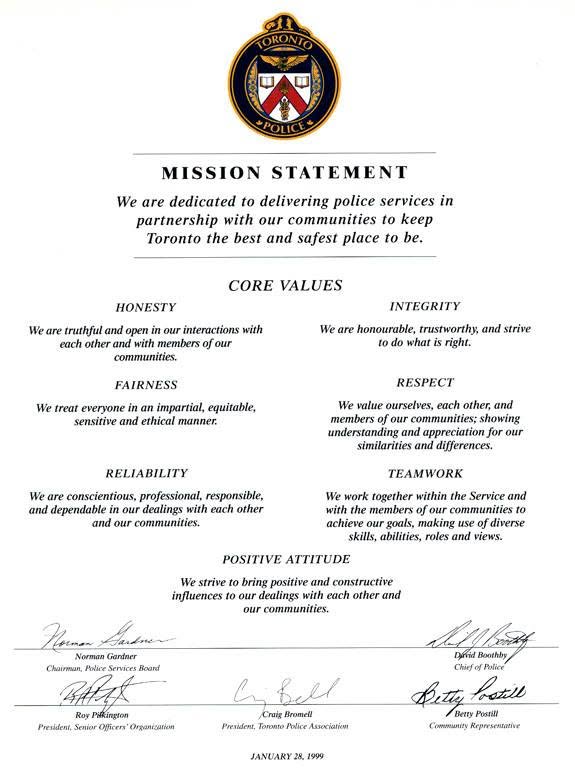 TORONTO
POLICE
MISSION STATEMENT
We are dedicated to delivering police services in
partnership with our communities to keep
Toronto the best and safest place to be.
CORE VALUES
HONESTY
We are truthful and open in our interactions with
each other and with members of our
communities.
INTEGRITY
We are honourable, trustworthy, and strive
to do what is right.
FAIRNESS
We treat everyone in an impartial, equitable,
sensitive and ethical manner.
RESPECT
We value ourselves, each other, and
members of our communities; showing
understanding and appreciation for our
similarities and differences.
RELIABILITY
We are conscientious, professional, responsible,
and dependable in our dealings with each other
and our communities.
TEAMWORK
We work together within the Service and
with the members of our communities to
achieve our goals, making use of diverse
skills, abilities, roles and views.
POSITIVE ATTITUDE
We strive to bring positive and constructive
influences to our dealings with each other and
our communities.
Norman Gardner
Norman Gardner
Chairman, Police Services Board
David J Boothby
David Boothby
Chief of Police
Roy Pilkington
President, Senior Officers' Organization
Craig Bromell
President, Toronto Police Association
Betty Postill
Betty Postill
Community Representative
JANUARY 28, 1999